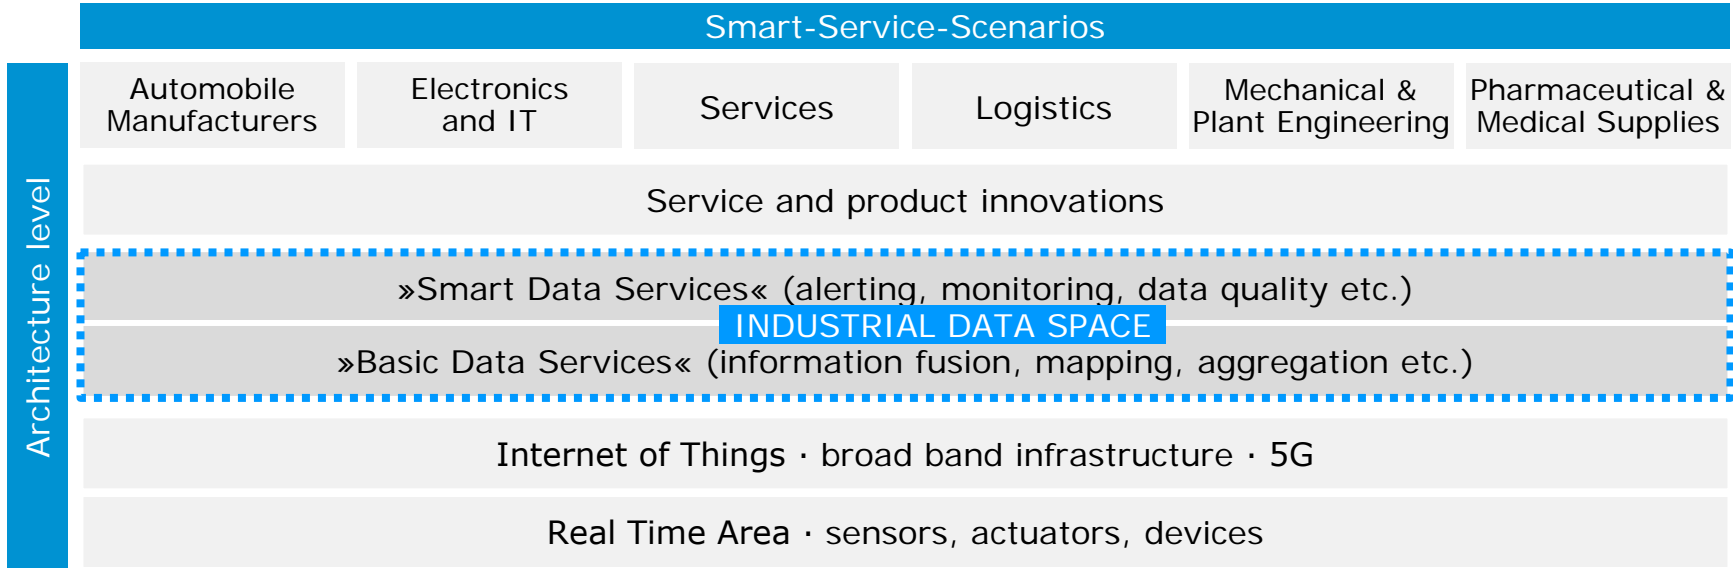 Smart-Service-Scenarios
Architecture level
Automobile
Manufacturers
Electronics
and IT
Services
Logistics
Mechanical &
Plant Engineering
Pharmaceutical &
Medical Supplies
Service and product innovations
»Smart Data Services« (alerting, monitoring, data quality etc.)
INDUSTRIAL DATA SPACE
»Basic Data Services« (information fusion, mapping, aggregation etc.)
Internet of Things · broad band infrastructure · 5G
Real Time Area · sensors, actuators, devices